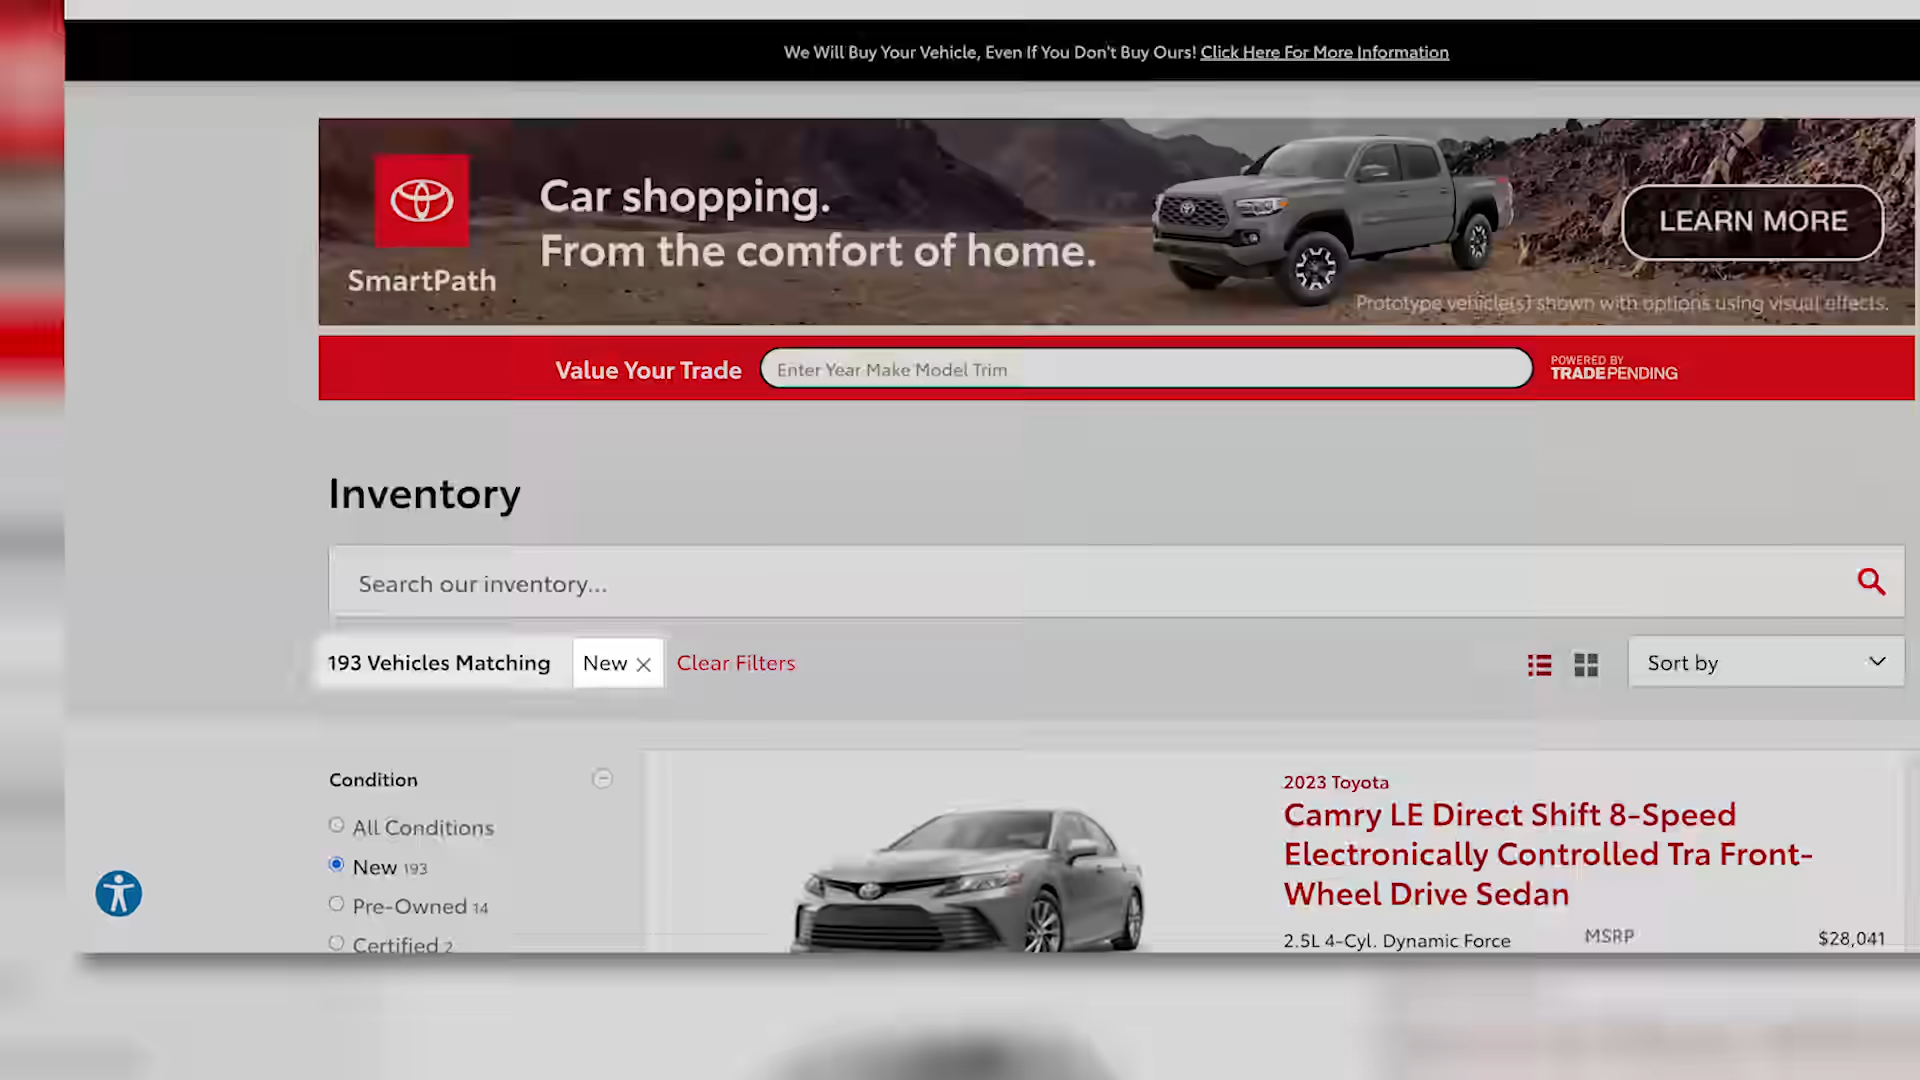 We Will Buy Your Vehicle, Even If You Don't Buy Ours! Click Here For More Information
Car shopping.
From the comfort of home.
SmartPath
LEARN MORE
Prototype vehicle(s) shown with options using visual effects.
Value Your Trade
Enter Year Make Model Trim
POWERED BY
TRADEPENDING
Inventory
Search our inventory...
193 Vehicles Matching
New
Clear Filters
Sort by
Condition
All Conditions
New 193
Pre-Owned 14
Certified 2
2023 Toyota
Camry LE Direct Shift 8-Speed
Electronically Controlled Tra Front-
Wheel Drive Sedan
2.5L 4-Cyl. Dynamic Force
MSRP
$28,041